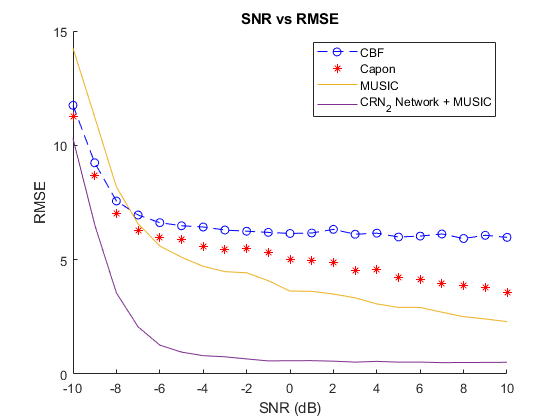 SNR vs RMSE
15
10
5
0
RMSE
CBF
Capon
MUSIC
CRN2 Network + MUSIC
-10 -8 -6 -4 -2 0 2 4 6 8 10
SNR (dB)